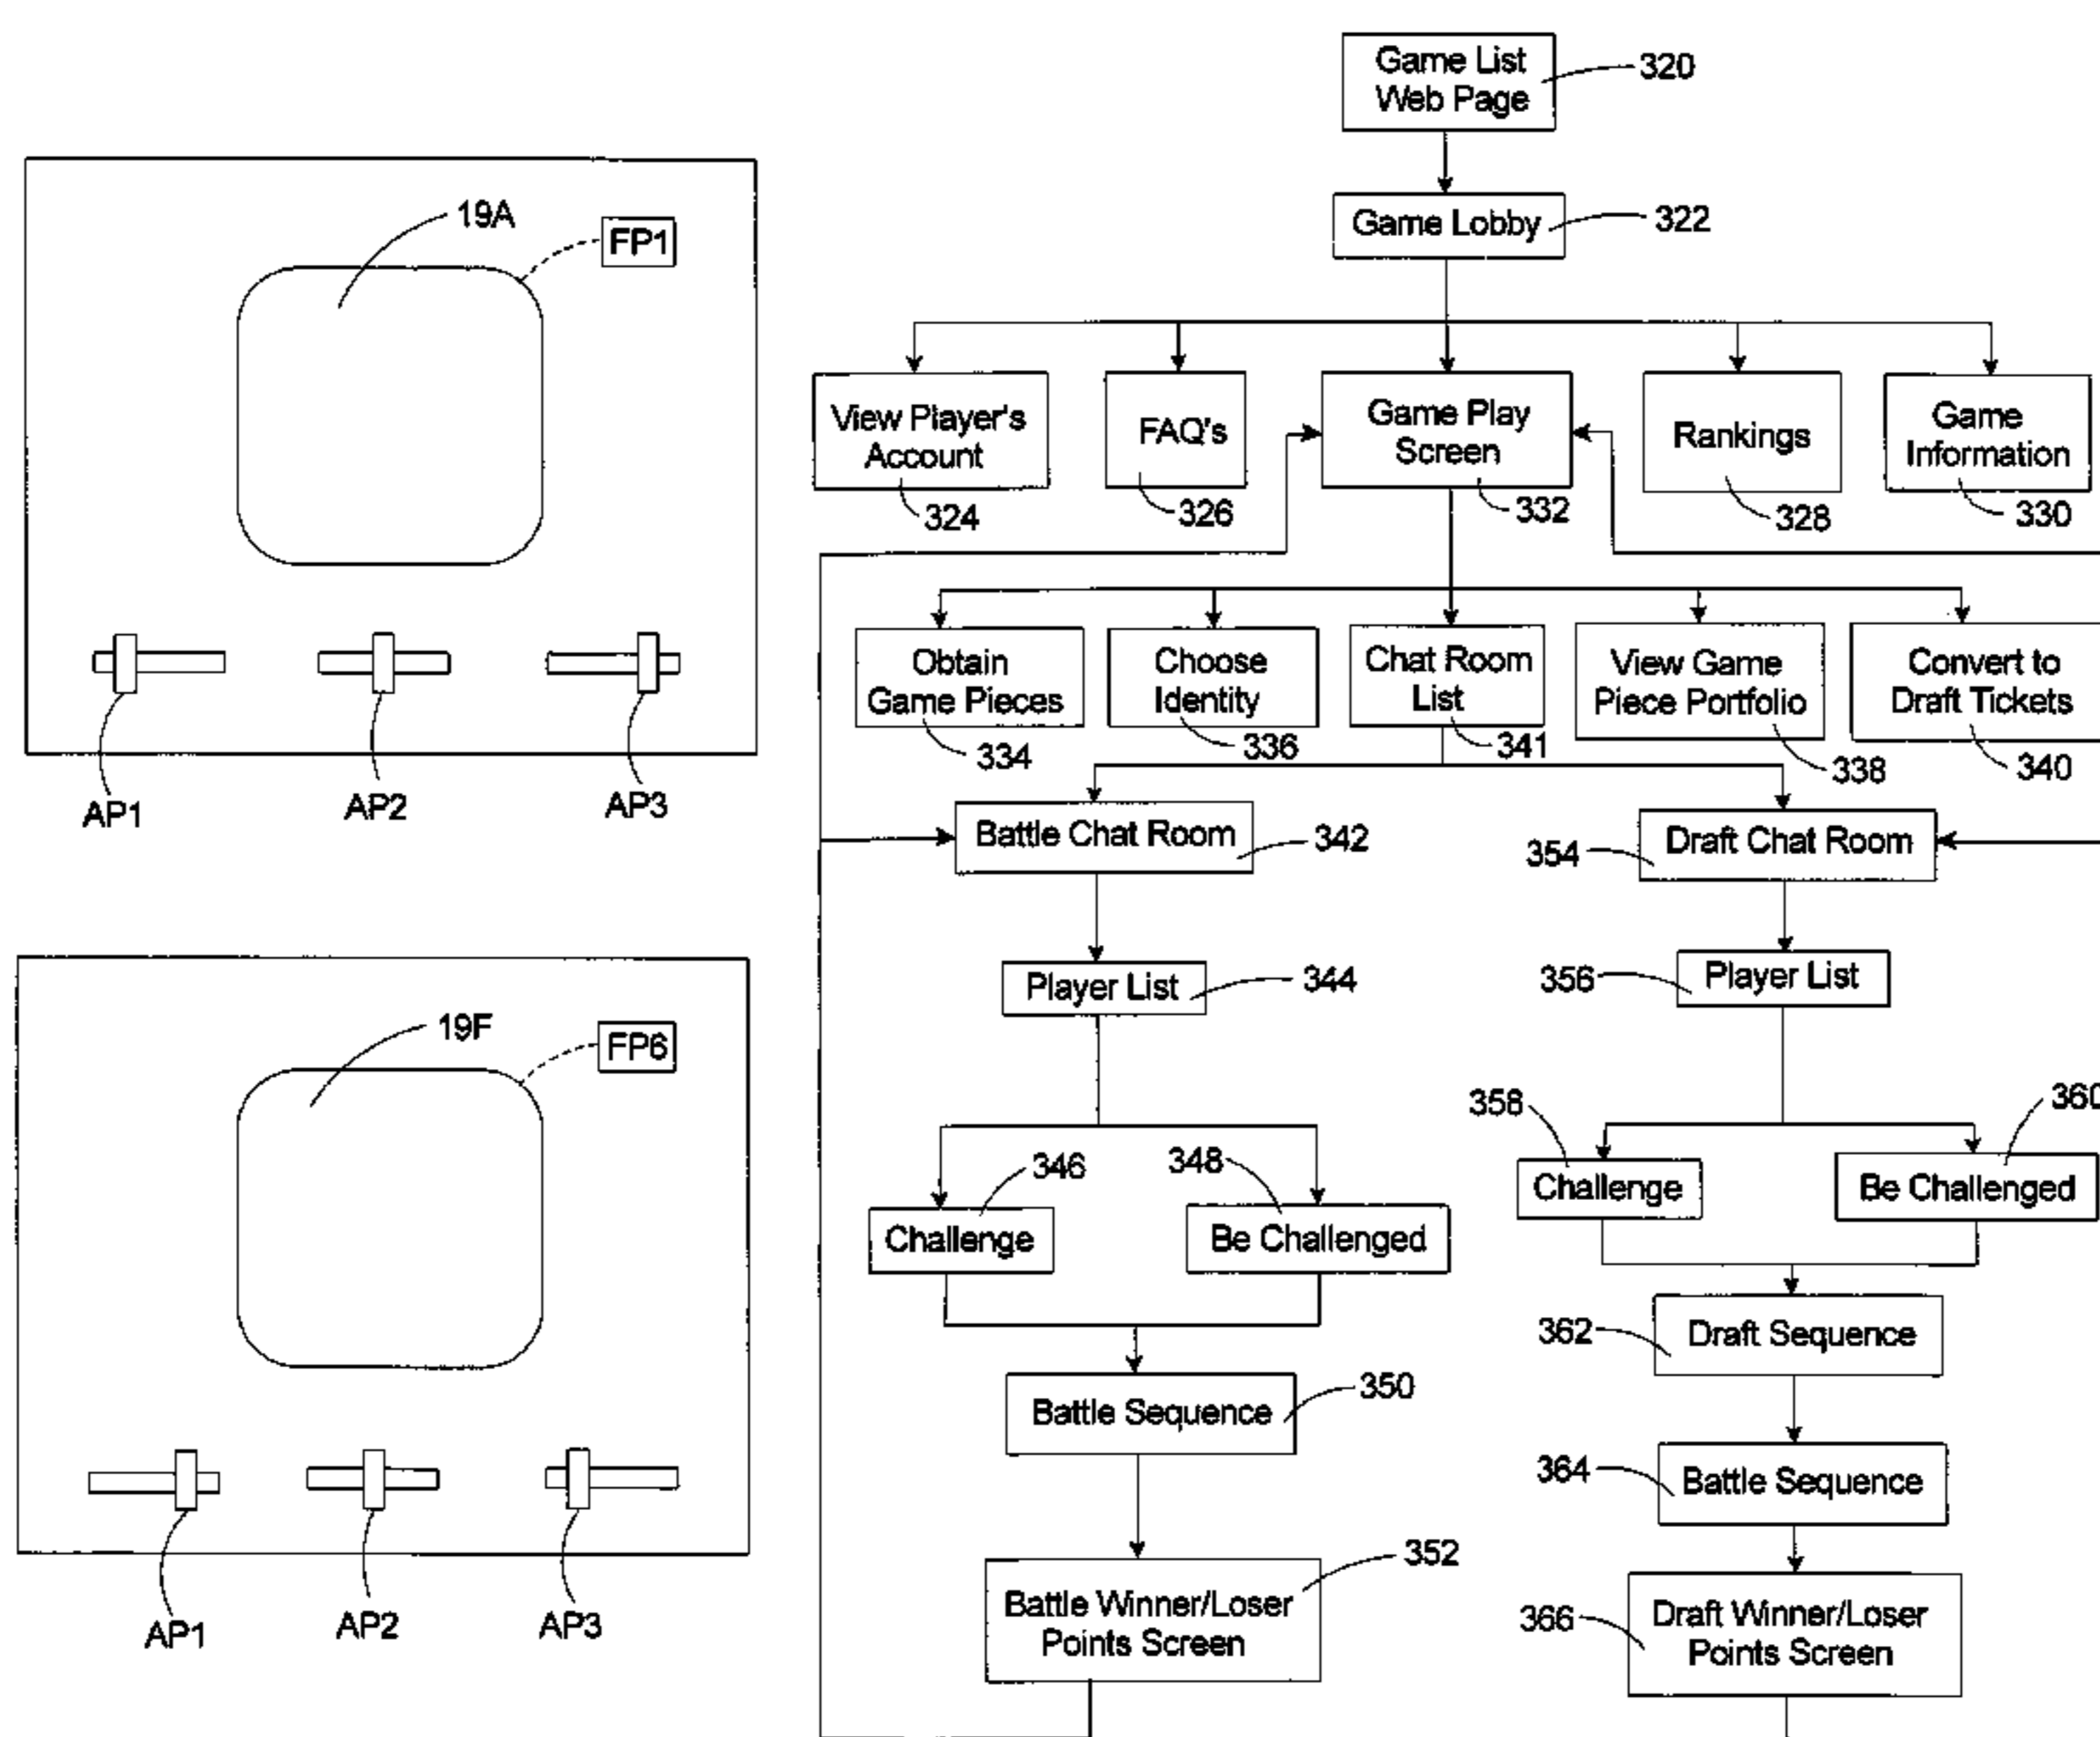 19A
FP1
AP1
AP2
AP3
19F
FP6
AP1
AP2
AP3
Game List
Web Page
320
Game Lobby
322
View Player's
Account
324
FAQ's
326
Game Play
Screen
332
Rankings
328
Game
Information
330
Obtain
Game Pieces
334
Choose
Identity
336
Chat Room
List
341
View Game
Piece Portfolio
338
Convert to
Draft Tickets
340
Battle Chat Room
342
354
Draft Chat Room
Player List
344
356
Player List
346
348
Challenge
Be Challenged
358
360
Challenge
Be Challenged
Battle Sequence
350
362
Draft Sequence
364
Battle Sequence
Battle Winner/Loser
Points Screen
352
366
Draft Winner/Loser
Points Screen